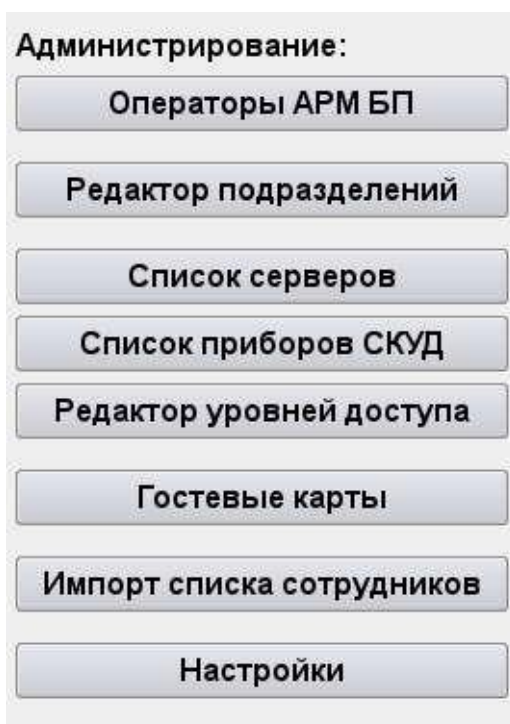 Администрирование:
Операторы АРМ БП
Редактор подразделений
Список серверов
Список приборов СКУД
Редактор уровней доступа
Гостевые карты
Импорт списка сотрудников
Настройки